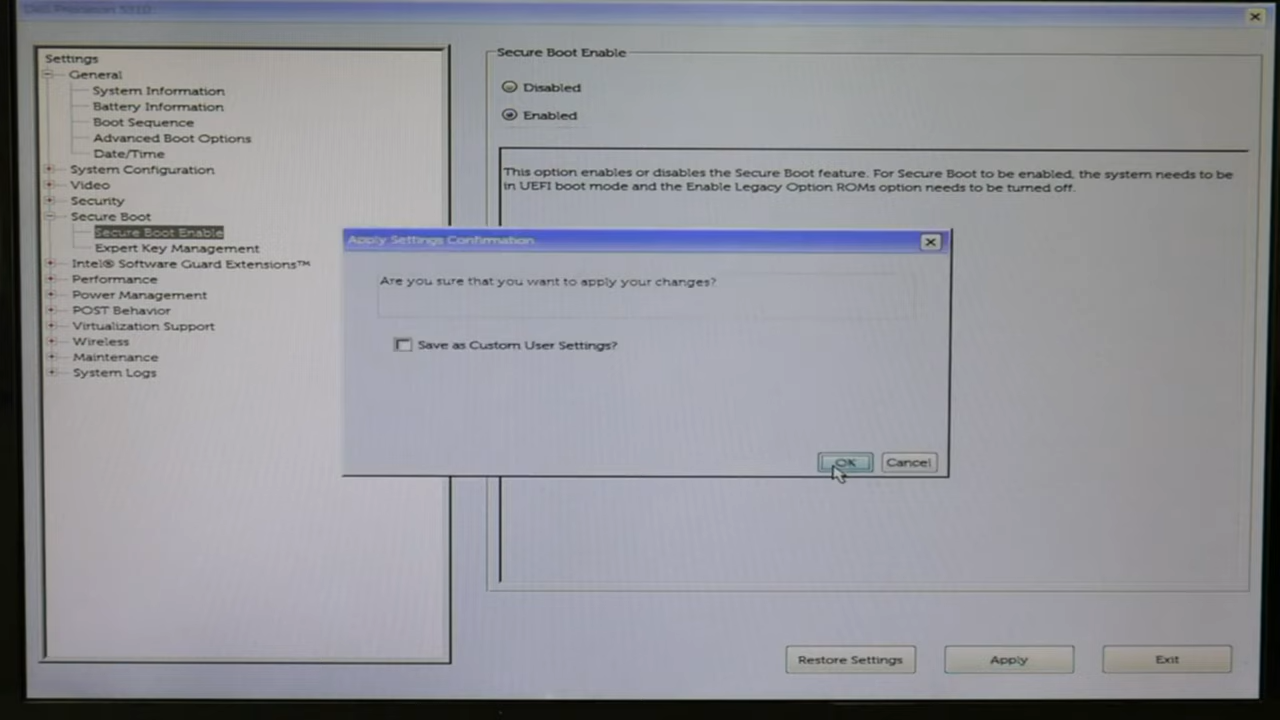 Dell Precision 5510
Settings
General
System Information
Battery Information
Boot Sequence
Advanced Boot Options
Date/Time
System Configuration
Video
Security
Secure Boot
Secure Boot Enable
Expert Key Management
Intel® Software Guard Extensions™
Performance
Power Management
POST Behavior
Virtualization Support
Wireless
Maintenance
System Logs
Secure Boot Enable
Disabled
Enabled
This option enables or disables the Secure Boot feature. For Secure Boot to be enabled, the system needs to be
in UEFI boot mode and the Enable Legacy Option ROMs option needs to be turned off.
Apply Settings Confirmation
Are you sure that you want to apply your changes?
Save as Custom User Settings?
OK
Cancel
Restore Settings
Apply
Exit